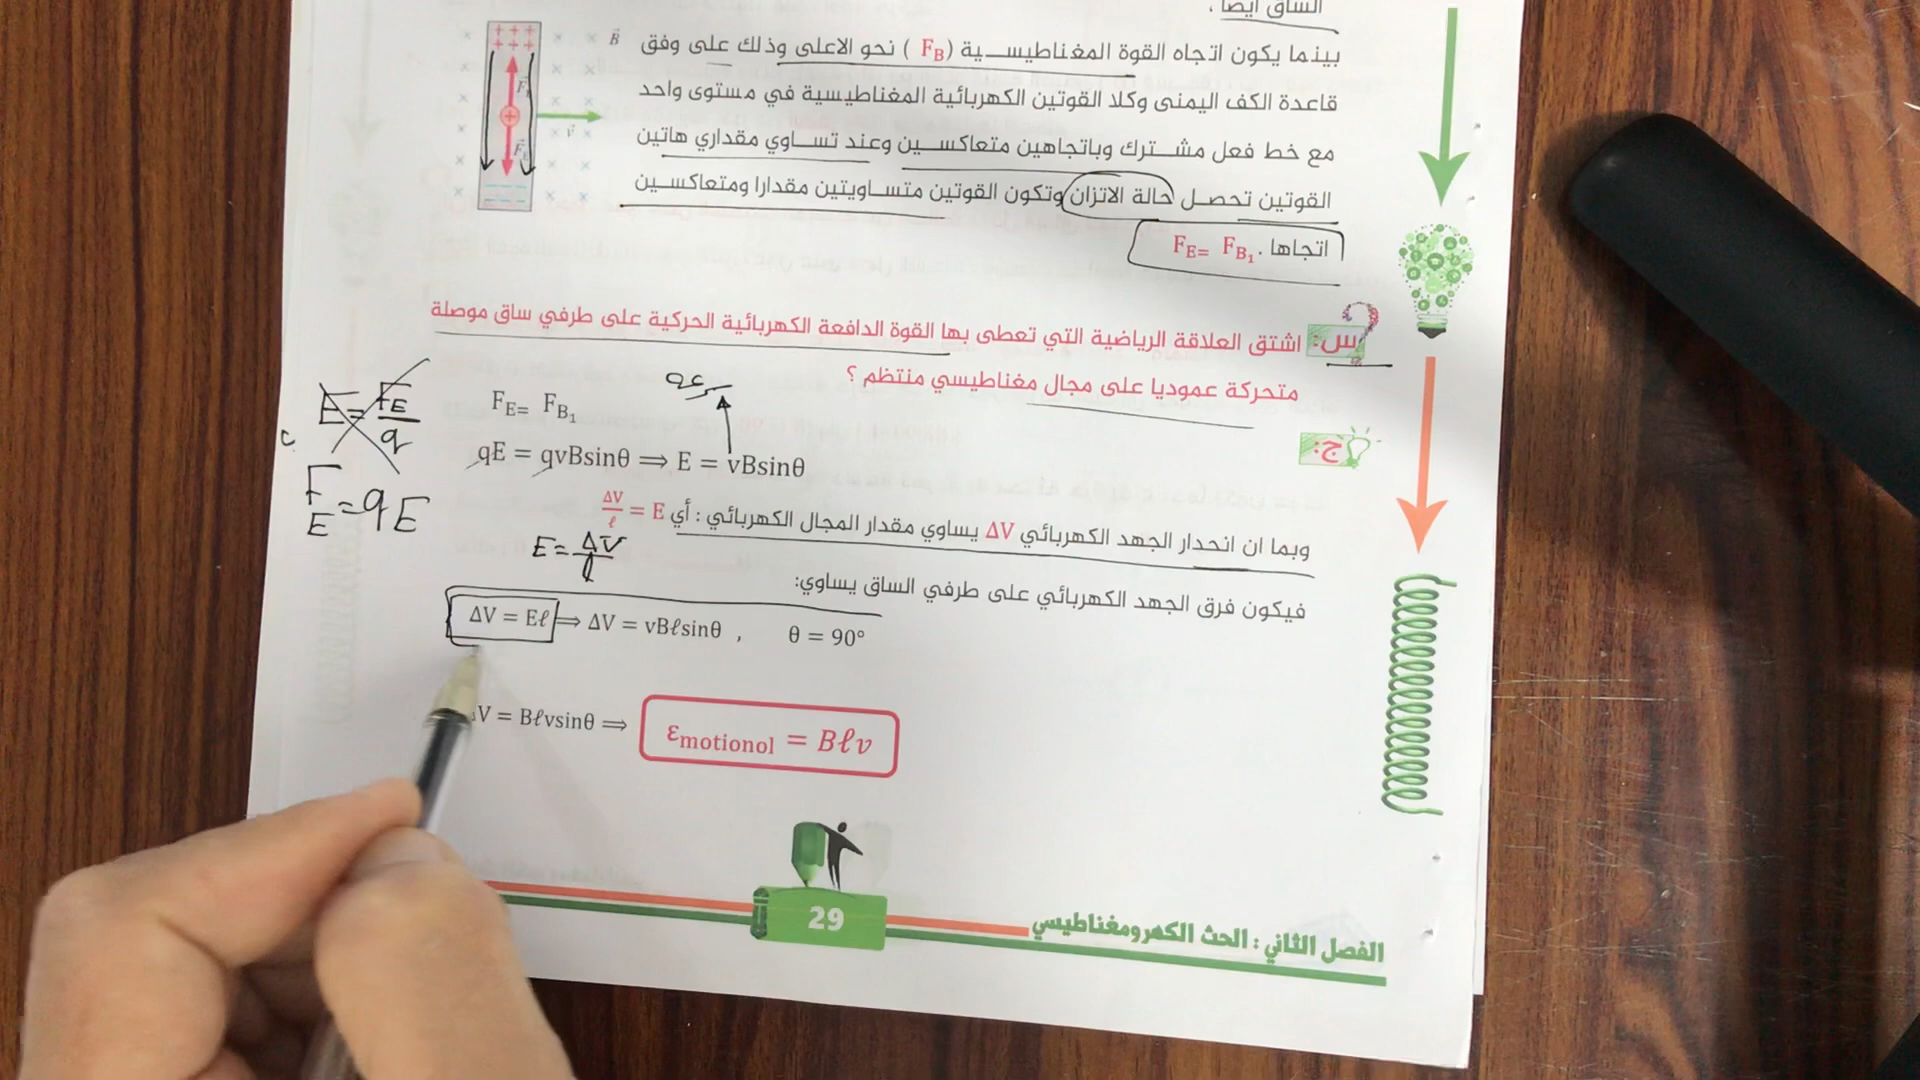 الساق ايضا .
بينما يكون اتجاه القوة المغناطيسية (FB) نحو الاعلى وذلك على وفق
قاعدة الكف اليمنى وكلا القوتين الكهربائية المغناطيسية في مستوى واحد
مع خط فعل مشترك وباتجاهين متعاكسين وعند تساوي مقداري هاتين
القوتين تحصل حالة الاتزان وتكون القوتين متساويتين مقدارا ومتعاكسين
اتجاها . FE= FB1
س: اشتق العلاقة الرياضية التي تعطى بها القوة الدافعة الكهربائية الحركية على طرفي ساق موصلة
متحركة عموديا على مجال مغناطيسي منتظم ؟
ج:
FE= FB1
qE = qvBsinθ ⟹ E = vBsinθ
وبما ان انحدار الجهد الكهربائي ΔV يساوي مقدار المجال الكهربائي : أي ΔV/ℓ = E
E = ΔV/ℓ
فيكون فرق الجهد الكهربائي على طرفي الساق يساوي:
ΔV = Eℓ ⟹ ΔV = vBℓsinθ , θ = 90°
ΔV = Bℓvsinθ ⟹ εmotionol = Bℓv
E = FE/q
FE = qE
B
v
29
الفصل الثاني : الحث الكهرومغناطيسي